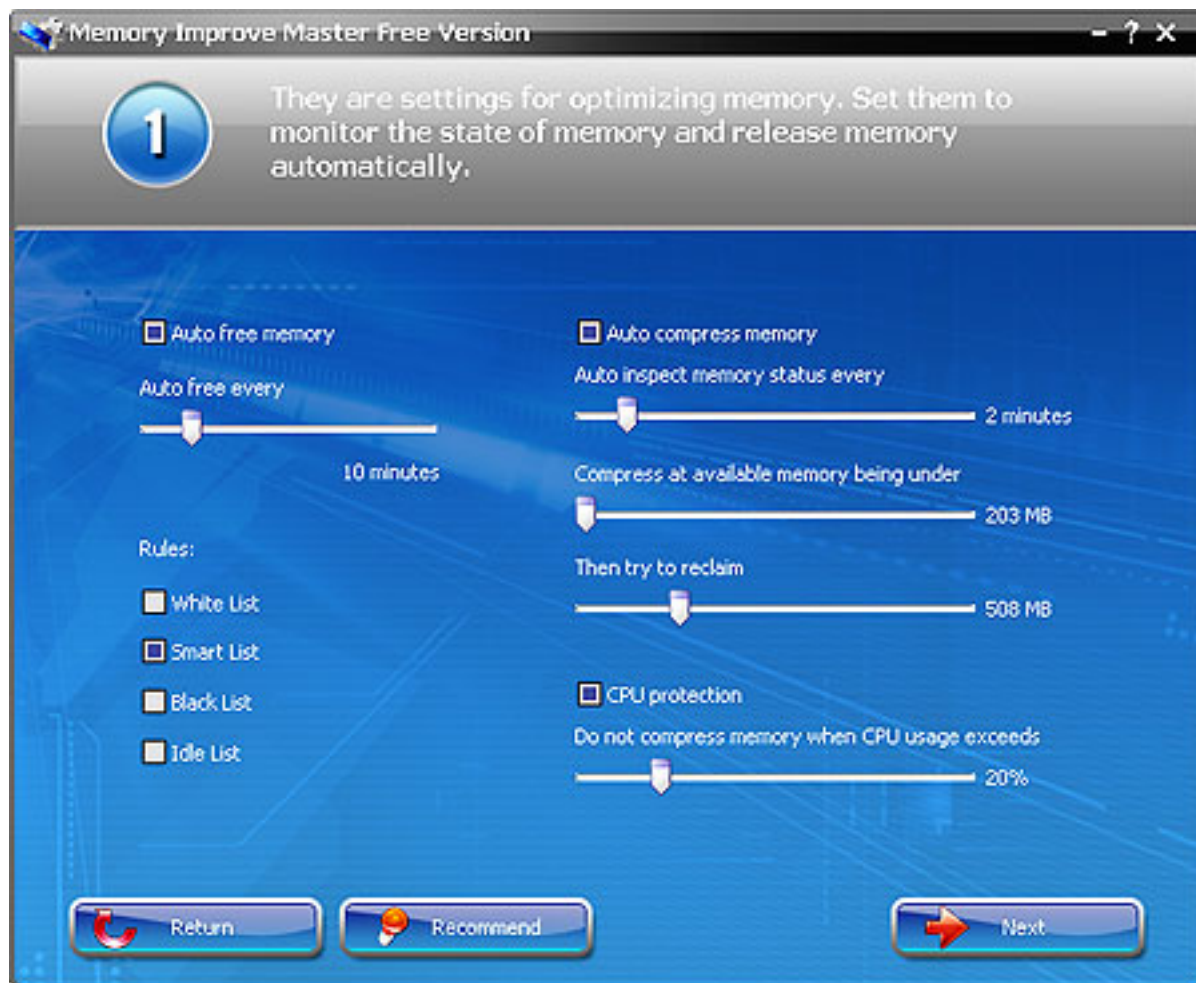 Memory Improve Master Free Version
1
They are settings for optimizing memory. Set them to
monitor the state of memory and release memory
automatically.
Auto free memory
Auto free every
10 minutes
Rules:
White List
Smart List
Black List
Idle List
Auto compress memory
Auto inspect memory status every
2 minutes
Compress at available memory being under
203 MB
Then try to reclaim
508 MB
CPU protection
Do not compress memory when CPU usage exceeds
20%
Return
Recommend
Next